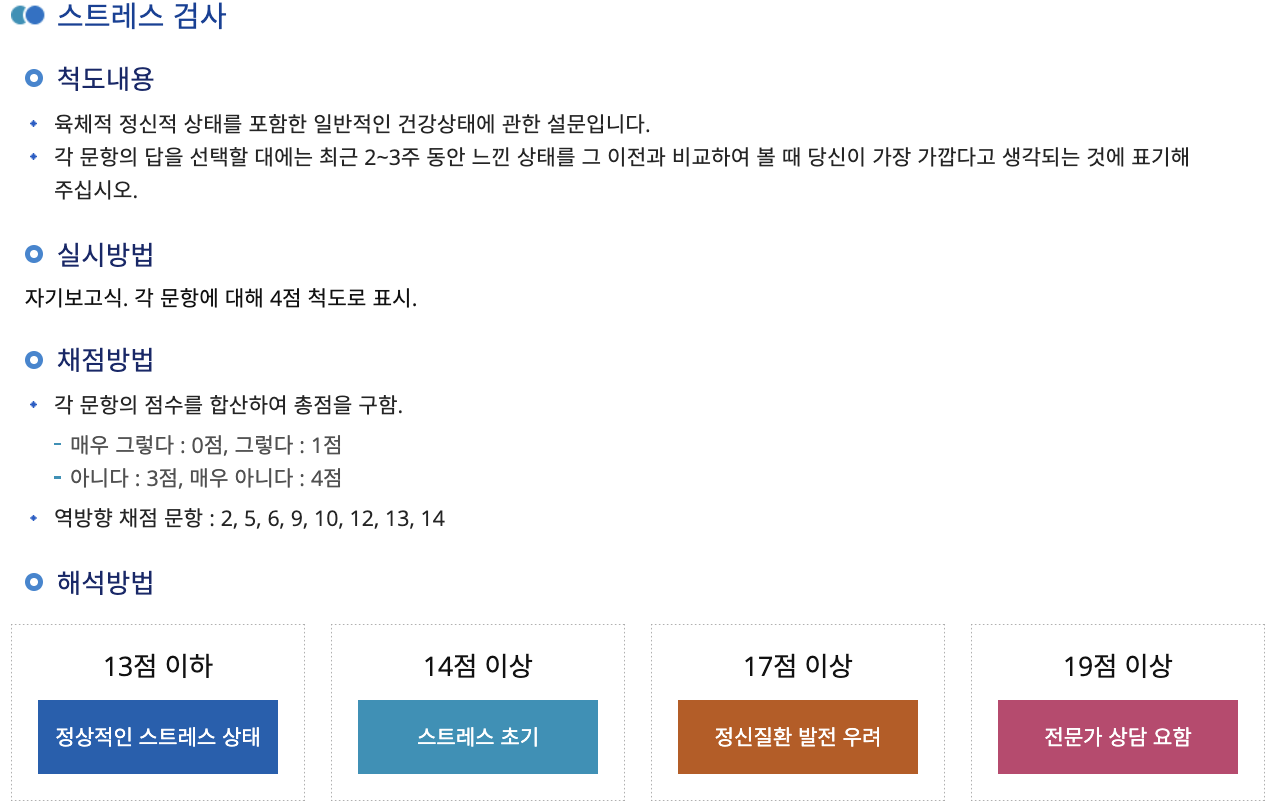 스트레스 검사
척도내용
육체적 정신적 상태를 포함한 일반적인 건강상태에 관한 설문입니다.
각 문항의 답을 선택할 대에는 최근 2~3주 동안 느낀 상태를 그 이전과 비교하여 볼 때 당신이 가장 가깝다고 생각되는 것에 표기해
주십시오.
실시방법
자기보고식. 각 문항에 대해 4점 척도로 표시.
채점방법
각 문항의 점수를 합산하여 총점을 구함.
- 매우 그렇다 : 0점, 그렇다 : 1점
- 아니다 : 3점, 매우 아니다 : 4점
역방향 채점 문항 : 2, 5, 6, 9, 10, 12, 13, 14
해석방법
13점 이하
정상적인 스트레스 상태
14점 이상
스트레스 초기
17점 이상
정신질환 발전 우려
19점 이상
전문가 상담 요함